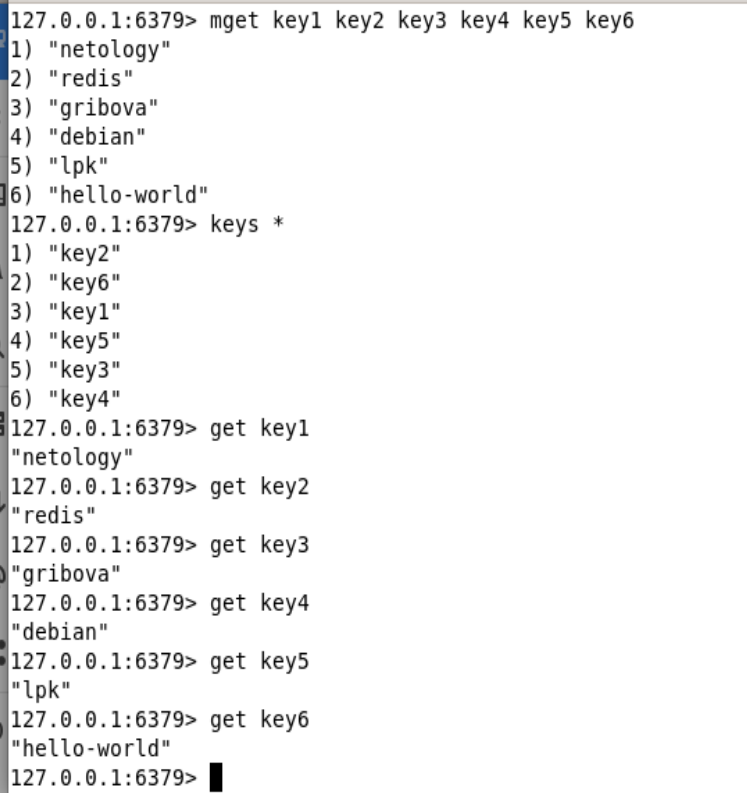 127.0.0.1:6379> mget key1 key2 key3 key4 key5 key6
1) "netology"
2) "redis"
3) "gribova"
4) "debian"
5) "lpk"
6) "hello-world"
127.0.0.1:6379> keys *
1) "key2"
2) "key6"
3) "key1"
4) "key5"
5) "key3"
6) "key4"
127.0.0.1:6379> get key1
"netology"
127.0.0.1:6379> get key2
"redis"
127.0.0.1:6379> get key3
"gribova"
127.0.0.1:6379> get key4
"debian"
127.0.0.1:6379> get key5
"lpk"
127.0.0.1:6379> get key6
"hello-world"
127.0.0.1:6379>